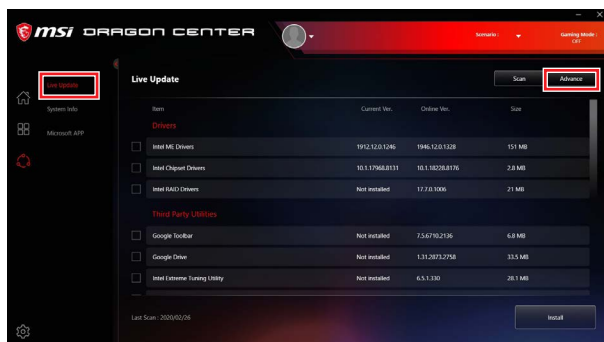 msi DRAGON CENTER
Scenario :
Gaming Mode :
OFF
Live Update
System Info
Microsoft APP
Live Update
Scan
Advance
Item Current Ver. Online Ver. Size
Drivers
Intel ME Drivers 1912.12.0.1246 1946.12.0.1328 151 MB
Intel Chipset Drivers 10.1.17968.8131 10.1.18228.8176 2.8 MB
Intel RAID Drivers Not installed 17.7.0.1006 21 MB
Third Party Utilities
Google Toolbar Not installed 7.5.6710.2136 6.8 MB
Google Drive Not installed 1.31.2873.2758 33.5 MB
Intel Extreme Tuning Utility Not installed 6.5.1.330 28.1 MB
Last Scan : 2020/02/26
Install